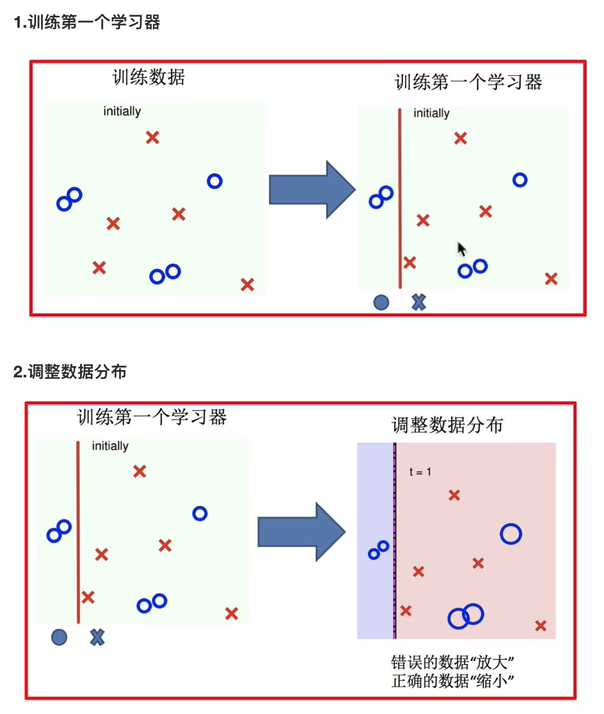 1.训练第一个学习器
训练数据
训练第一个学习器
initially
initially
2.调整数据分布
训练第一个学习器
调整数据分布
initially
t = 1
错误的数据“放大”
正确的数据“缩小”